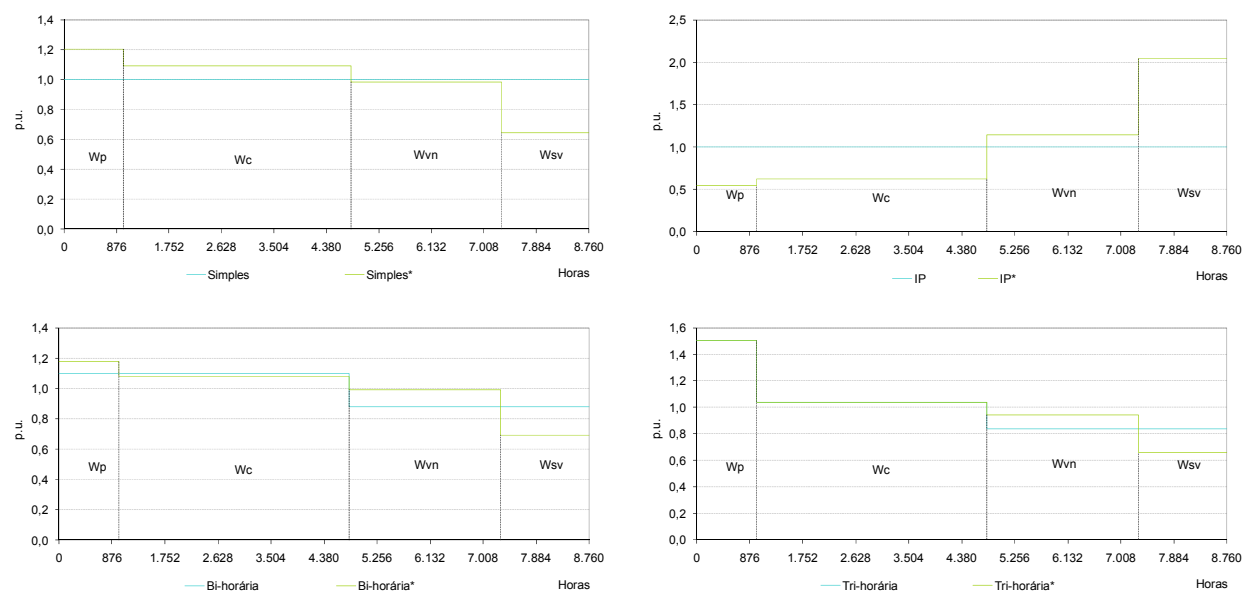 1,4
1,2
1,0
0,8
0,6
0,4
0,2
0,0
p.u.
Wp
Wc
Wvn
Wsv
0 876 1.752 2.628 3.504 4.380 5.256 6.132 7.008 7.884 8.760
Simples Simples* Horas
2,5
2,0
1,5
1,0
0,5
0,0
p.u.
Wp
Wc
Wvn
Wsv
0 876 1.752 2.628 3.504 4.380 5.256 6.132 7.008 7.884 8.760
IP IP* Horas
1,4
1,2
1,0
0,8
0,6
0,4
0,2
0,0
p.u.
Wp
Wc
Wvn
Wsv
0 876 1.752 2.628 3.504 4.380 5.256 6.132 7.008 7.884 8.760
Bi-horária Bi-horária* Horas
1,6
1,4
1,2
1,0
0,8
0,6
0,4
0,2
0,0
p.u.
Wp
Wc
Wvn
Wsv
0 876 1.752 2.628 3.504 4.380 5.256 6.132 7.008 7.884 8.760
Tri-horária Tri-horária* Horas